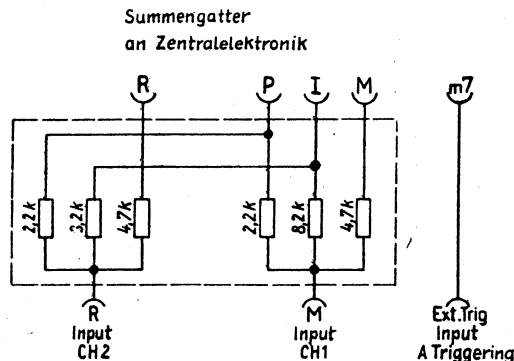 Summengatter
an Zentralelektronik
R P I M m7
2,2k 3,2k 4,7k 2,2k 8,2k 4,7k
R M Ext.Trig
Input Input Input
CH2 CH1 A Triggering